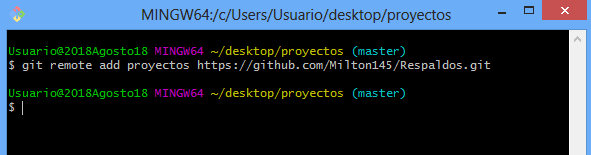 MINGW64:/c/Users/Usuario/desktop/proyectos
Usuario@2018Agosto18 MINGW64 ~/desktop/proyectos (master)
$ git remote add proyectos https://github.com/Milton145/Respaldos.git
Usuario@2018Agosto18 MINGW64 ~/desktop/proyectos (master)
$